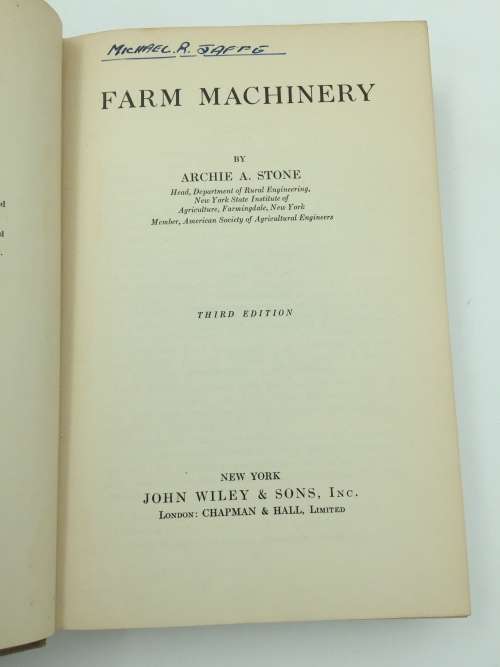 MICHAEL. R. JAFFE
FARM MACHINERY
BY
ARCHIE A. STONE
Head, Department of Rural Engineering,
New York State Institute of
Agriculture, Farmingdale, New York
Member, American Society of Agricultural Engineers
THIRD EDITION
NEW YORK
JOHN WILEY & SONS, INC.
LONDON: CHAPMAN & HALL, LIMITED